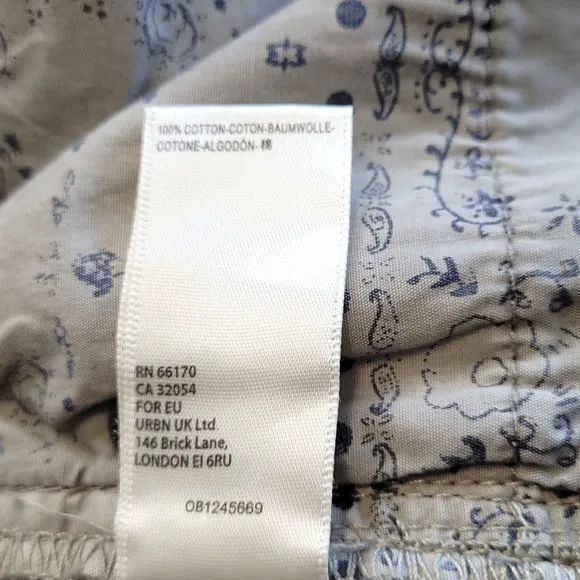 100% COTTON-COTON-BAUMWOLLE-
COTONE-ALGODÓN-棉
RN 66170
CA 32054
FOR EU
URBN UK Ltd.
146 Brick Lane,
LONDON EI 6RU
OB1245669